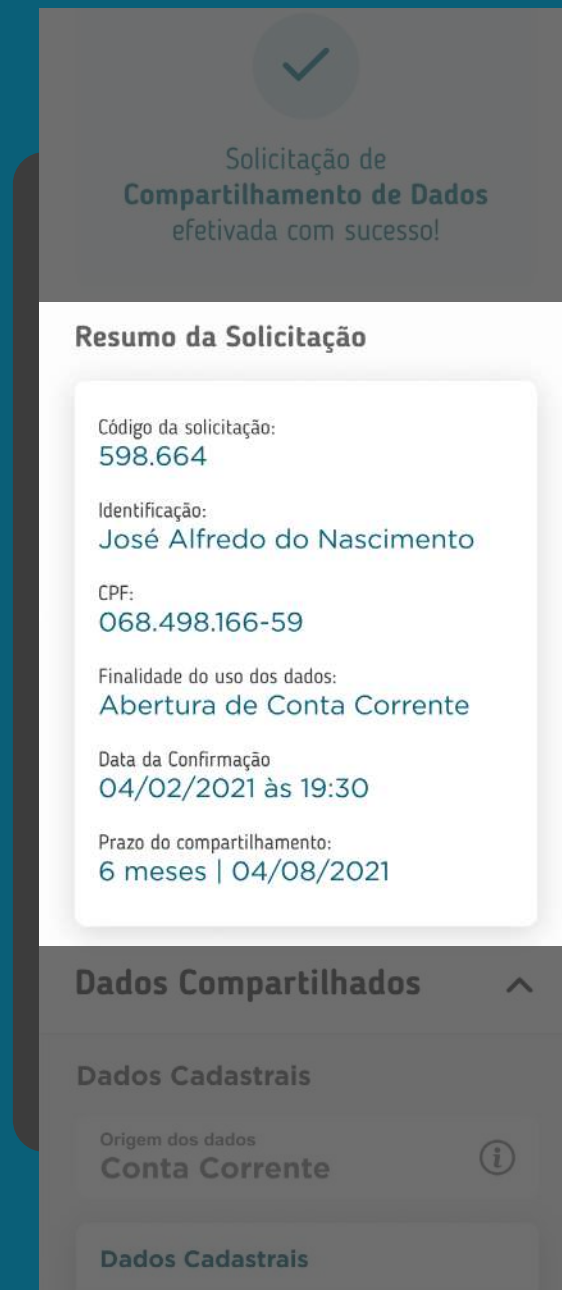 Solicitação de
Compartilhamento de Dados
efetivada com sucesso!
Resumo da Solicitação
Código da solicitação:
598.664
Identificação:
José Alfredo do Nascimento
CPF:
068.498.166-59
Finalidade do uso dos dados:
Abertura de Conta Corrente
Data da Confirmação
04/02/2021 às 19:30
Prazo do compartilhamento:
6 meses | 04/08/2021
Dados Compartilhados
Dados Cadastrais
Origem dos dados
Conta Corrente
Dados Cadastrais